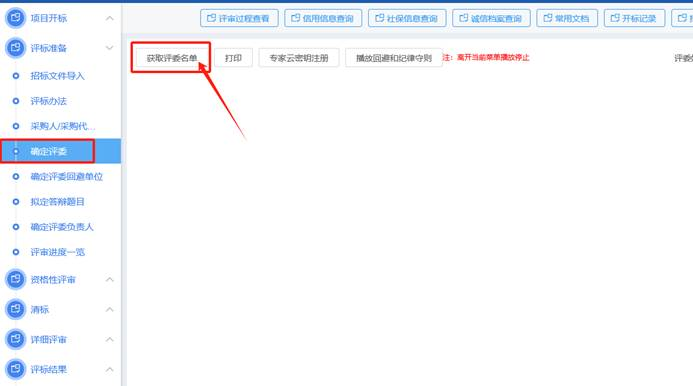 项目开标
评标准备
招标文件导入
评标办法
采购人/采购代...
确定评委
确定评委回避单位
拟定答辩题目
确定评委负责人
评审进度一览
资格性评审
清标
详细评审
评标结果
评审过程查看 信用信息查询 社保信息查询 诚信档案查询 常用文档 开标记录
获取评委名单 打印 专家云密钥注册 播放回避和纪律守则 注：离开当前菜单播放停止 评委